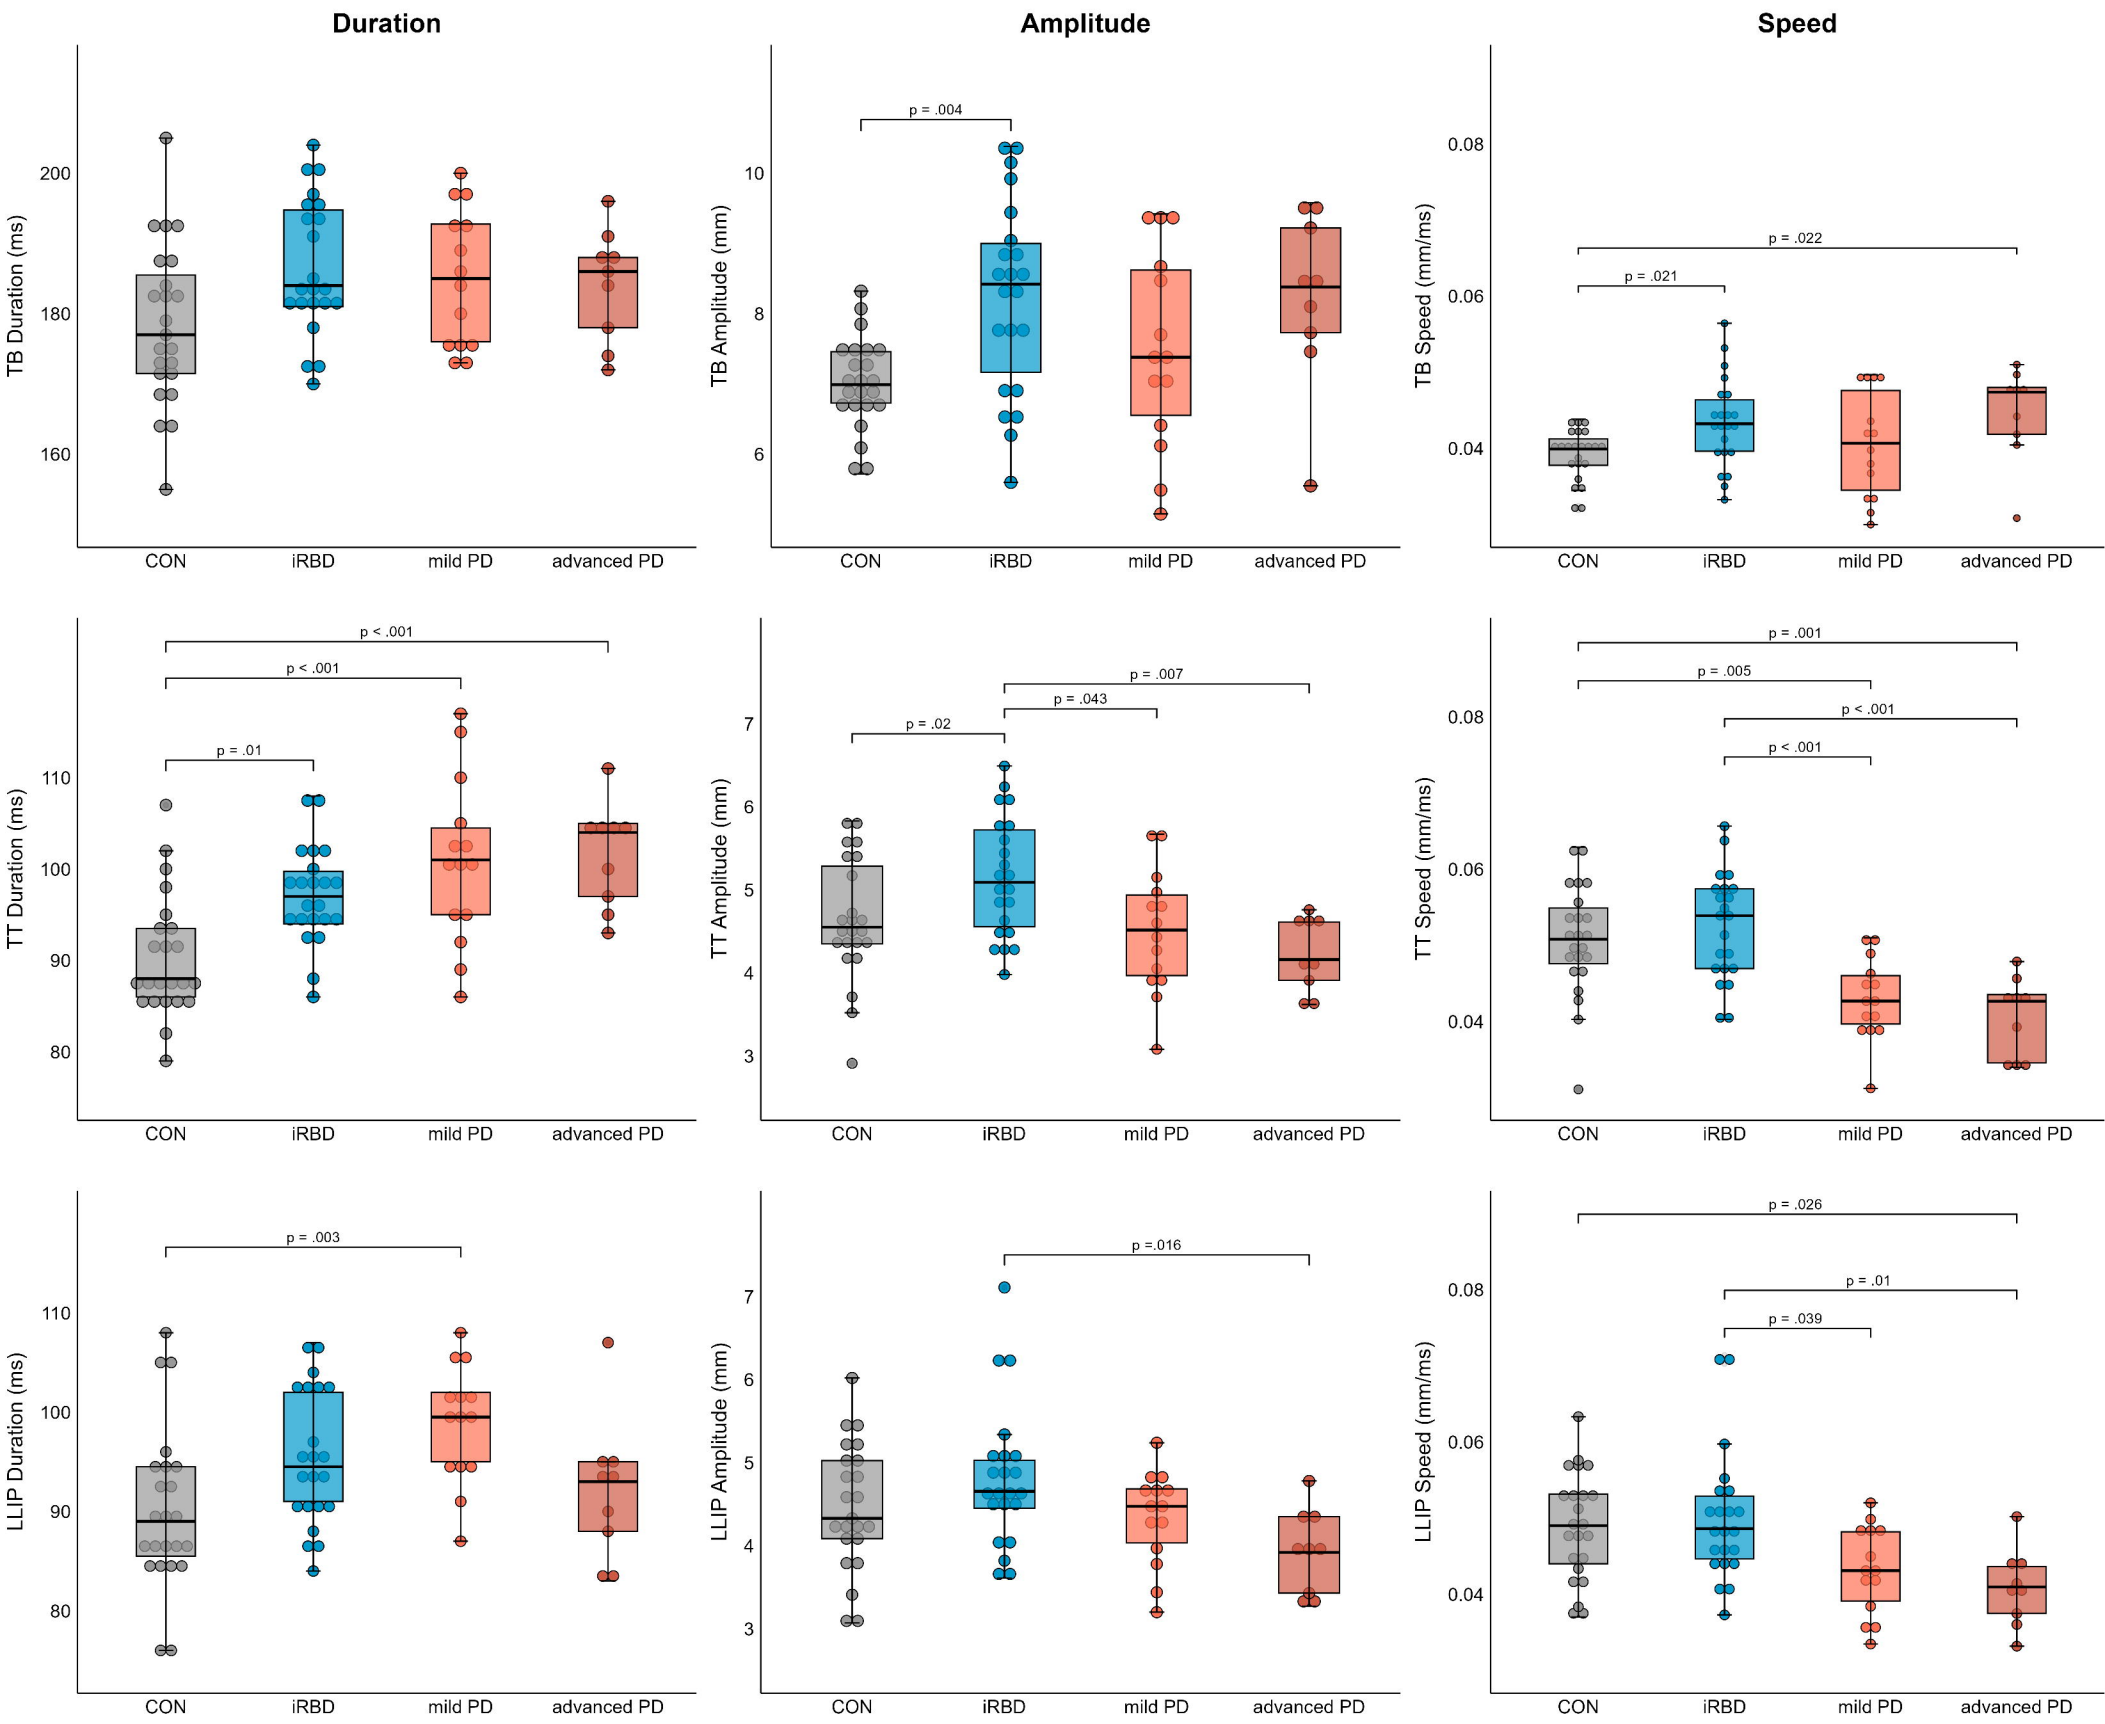 Duration
Amplitude
Speed
TB Duration (ms)
200
180
160
CON
iRBD
mild PD
advanced PD
TB Amplitude (mm)
10
8
6
p = .004
CON
iRBD
mild PD
advanced PD
TB Speed (mm/ms)
0.08
0.06
0.04
p = .022
p = .021
CON
iRBD
mild PD
advanced PD
TT Duration (ms)
110
100
90
80
p < .001
p < .001
p = .01
CON
iRBD
mild PD
advanced PD
TT Amplitude (mm)
7
6
5
4
3
p = .007
p = .043
p = .02
CON
iRBD
mild PD
advanced PD
TT Speed (mm/ms)
0.08
0.06
0.04
p = .001
p = .005
p < .001
p < .001
CON
iRBD
mild PD
advanced PD
LLIP Duration (ms)
110
100
90
80
p = .003
CON
iRBD
mild PD
advanced PD
LLIP Amplitude (mm)
7
6
5
4
3
p =.016
CON
iRBD
mild PD
advanced PD
LLIP Speed (mm/ms)
0.08
0.06
0.04
p = .026
p = .01
p = .039
CON
iRBD
mild PD
advanced PD